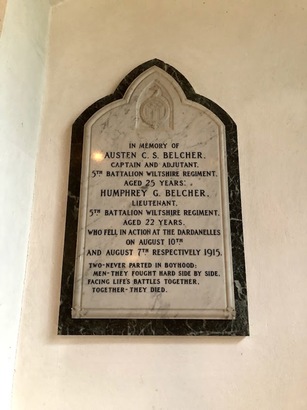 IN MEMORY OF
AUSTEN C. S. BELCHER,
CAPTAIN AND ADJUTANT,
5TH BATTALION WILTSHIRE REGIMENT,
AGED 25 YEARS;
HUMPHREY G. BELCHER,
LIEUTENANT,
5TH BATTALION WILTSHIRE REGIMENT,
AGED 22 YEARS,
WHO FELL IN ACTION AT THE DARDANELLES
ON AUGUST 10TH
AND AUGUST 7TH RESPECTIVELY 1915.
TWO-NEVER PARTED IN BOYHOOD;
MEN-THEY FOUGHT HARD SIDE BY SIDE,
FACING LIFE'S BATTLES TOGETHER,
TOGETHER-THEY DIED.